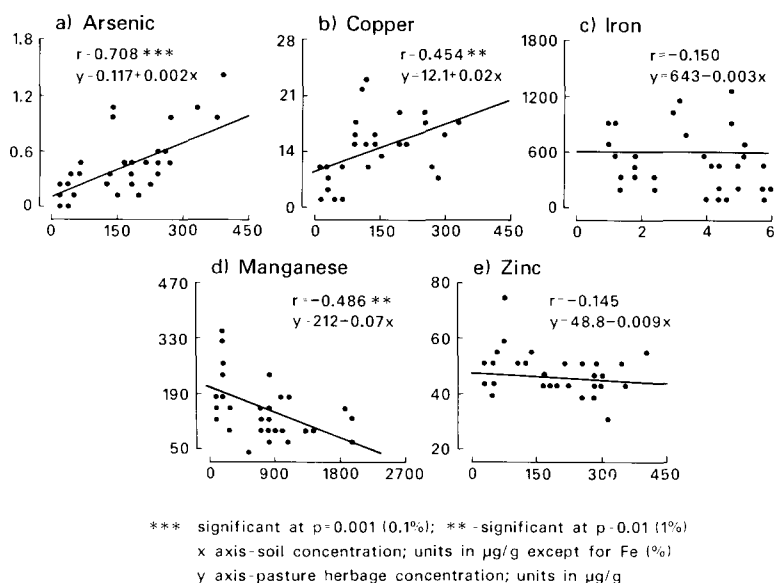 a) Arsenic
r-0.708 ***
y-0.117+0.002x
1.8
1.2
0.6
0
0 150 300 450
b) Copper
r-0.454 **
y-12.1+0.02x
28
21
14
0
0 150 300 450
c) Iron
r=-0.150
y=643-0.003x
1800
1200
600
0
0 2 4 6
d) Manganese
r=-0.486 **
y-212-0.07x
470
330
190
50
0 900 1800 2700
e) Zinc
r=-0.145
y-48.8-0.009x
80
60
40
20
0 150 300 450
*** significant at p=0.001 (0.1%); ** -significant at p-0.01 (1%)
x axis-soil concentration; units in µg/g except for Fe (%)
y axis-pasture herbage concentration; units in µg/g